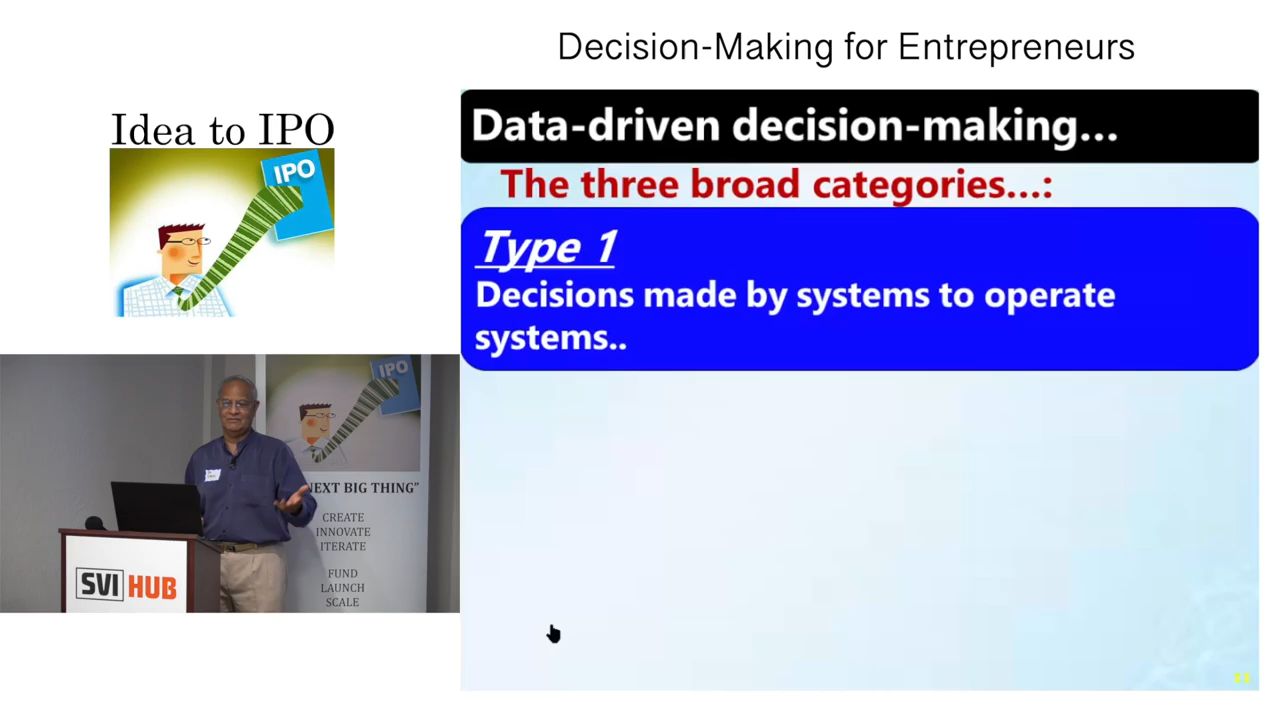 Decision-Making for Entrepreneurs
Idea to IPO
IPO
Data-driven decision-making...
The three broad categories...:
Type 1
Decisions made by systems to operate
systems..
IPO
NEXT BIG THING"
CREATE
INNOVATE
ITERATE
FUND
LAUNCH
SCALE
SVI HUB